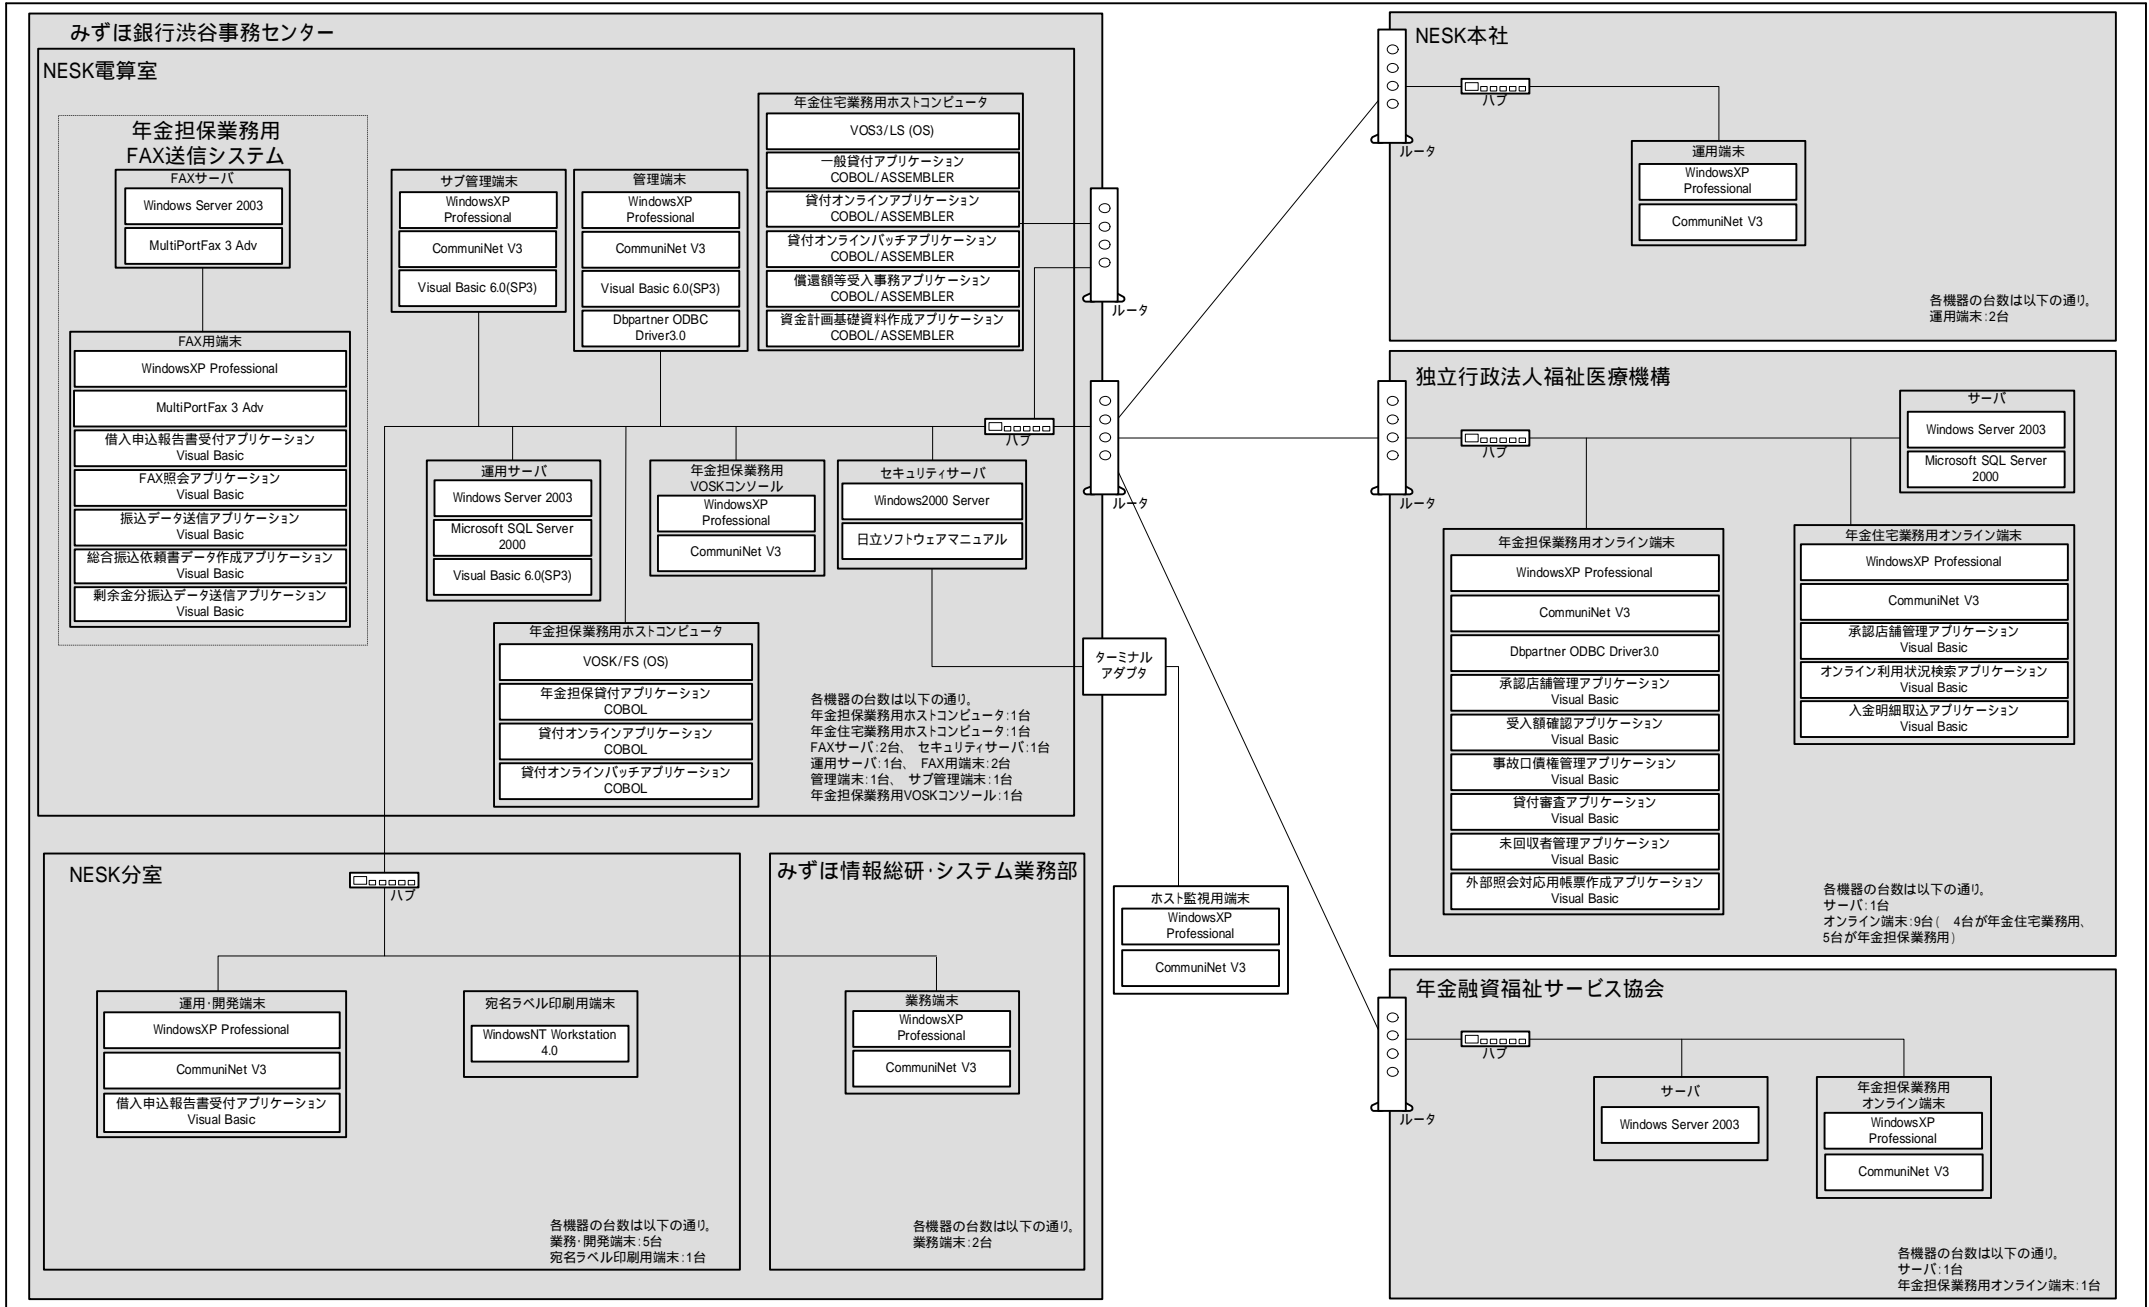 みずほ銀行渋谷事務センター
NESK電算室
年金担保業務用
FAX送信システム
FAXサーバ
Windows Server 2003
MultiPortFax 3 Adv
FAX用端末
WindowsXP Professional
MultiPortFax 3 Adv
借入申込報告書受付アプリケーション
Visual Basic
FAX照会アプリケーション
Visual Basic
振込データ送信アプリケーション
Visual Basic
総合振込依頼書データ作成アプリケーション
Visual Basic
剰余金分振込データ送信アプリケーション
Visual Basic
サブ管理端末
WindowsXP
Professional
CommuniNet V3
Visual Basic 6.0(SP3)
管理端末
WindowsXP
Professional
CommuniNet V3
Visual Basic 6.0(SP3)
Dbpartner ODBC
Driver3.0
年金住宅業務用ホストコンピュータ
VOS3/LS (OS)
一般貸付アプリケーション
COBOL/ASSEMBLER
貸付オンラインアプリケーション
COBOL/ASSEMBLER
貸付オンラインバッチアプリケーション
COBOL/ASSEMBLER
償還額等受入事務アプリケーション
COBOL/ASSEMBLER
資金計画基礎資料作成アプリケーション
COBOL/ASSEMBLER
ルータ
ハブ
ルータ
運用サーバ
Windows Server 2003
Microsoft SQL Server
2000
Visual Basic 6.0(SP3)
年金担保業務用
VOSKコンソール
WindowsXP
Professional
CommuniNet V3
セキュリティサーバ
Windows2000 Server
日立ソフトウェアマニュアル
年金担保業務用ホストコンピュータ
VOSK/FS (OS)
年金担保貸付アプリケーション
COBOL
貸付オンラインアプリケーション
COBOL
貸付オンラインバッチアプリケーション
COBOL
各機器の台数は以下の通り。
年金担保業務用ホストコンピュータ:1台
年金住宅業務用ホストコンピュータ:1台
FAXサーバ:2台、 セキュリティサーバ:1台
運用サーバ:1台、 FAX用端末:2台
管理端末:1台、 サブ管理端末:1台
年金担保業務用VOSKコンソール:1台
ターミナル
アダプタ
NESK分室
ハブ
運用・開発端末
WindowsXP Professional
CommuniNet V3
借入申込報告書受付アプリケーション
Visual Basic
宛名ラベル印刷用端末
WindowsNT Workstation
4.0
各機器の台数は以下の通り。
業務・開発端末:5台
宛名ラベル印刷用端末:1台
みずほ情報総研・システム業務部
業務端末
WindowsXP
Professional
CommuniNet V3
各機器の台数は以下の通り。
業務端末:2台
ホスト監視用端末
WindowsXP
Professional
CommuniNet V3
NESK本社
ルータ
ハブ
運用端末
WindowsXP
Professional
CommuniNet V3
各機器の台数は以下の通り。
運用端末:2台
独立行政法人福祉医療機構
ルータ
ハブ
サーバ
Windows Server 2003
Microsoft SQL Server
2000
年金担保業務用オンライン端末
WindowsXP Professional
CommuniNet V3
Dbpartner ODBC Driver3.0
承認店舗管理アプリケーション
Visual Basic
受入額確認アプリケーション
Visual Basic
事故口債権管理アプリケーション
Visual Basic
貸付審査アプリケーション
Visual Basic
未回収者管理アプリケーション
Visual Basic
外部照会対応用帳票作成アプリケーション
Visual Basic
年金住宅業務用オンライン端末
WindowsXP Professional
CommuniNet V3
承認店舗管理アプリケーション
Visual Basic
オンライン利用状況検索アプリケーション
Visual Basic
入金明細取込アプリケーション
Visual Basic
各機器の台数は以下の通り。
サーバ:1台
オンライン端末:9台( 4台が年金住宅業務用、
5台が年金担保業務用)
年金融資福祉サービス協会
ルータ
ハブ
サーバ
Windows Server 2003
年金担保業務用
オンライン端末
WindowsXP
Professional
CommuniNet V3
各機器の台数は以下の通り。
サーバ:1台
年金担保業務用オンライン端末:1台